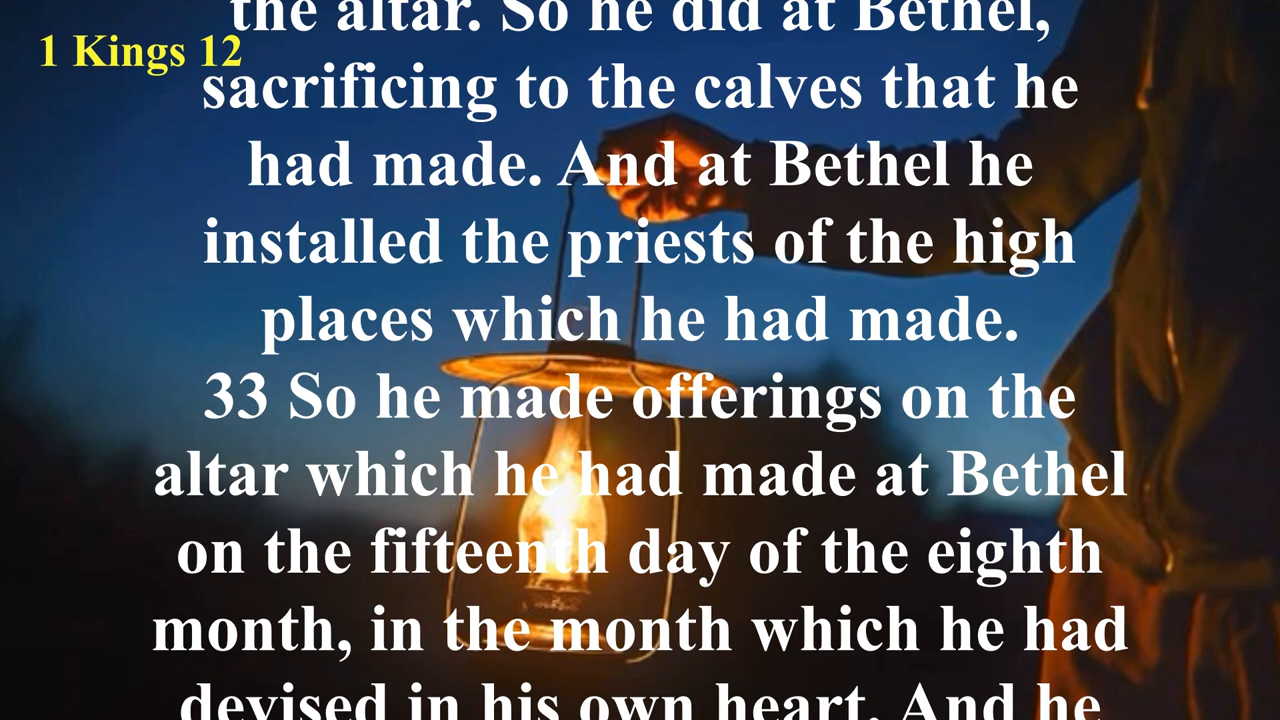 1 Kings 12
the altar. So he did at Bethel,
sacrificing to the calves that he
had made. And at Bethel he
installed the priests of the high
places which he had made.
33 So he made offerings on the
altar which he had made at Bethel
on the fifteenth day of the eighth
month, in the month which he had
devised in his own heart. And he